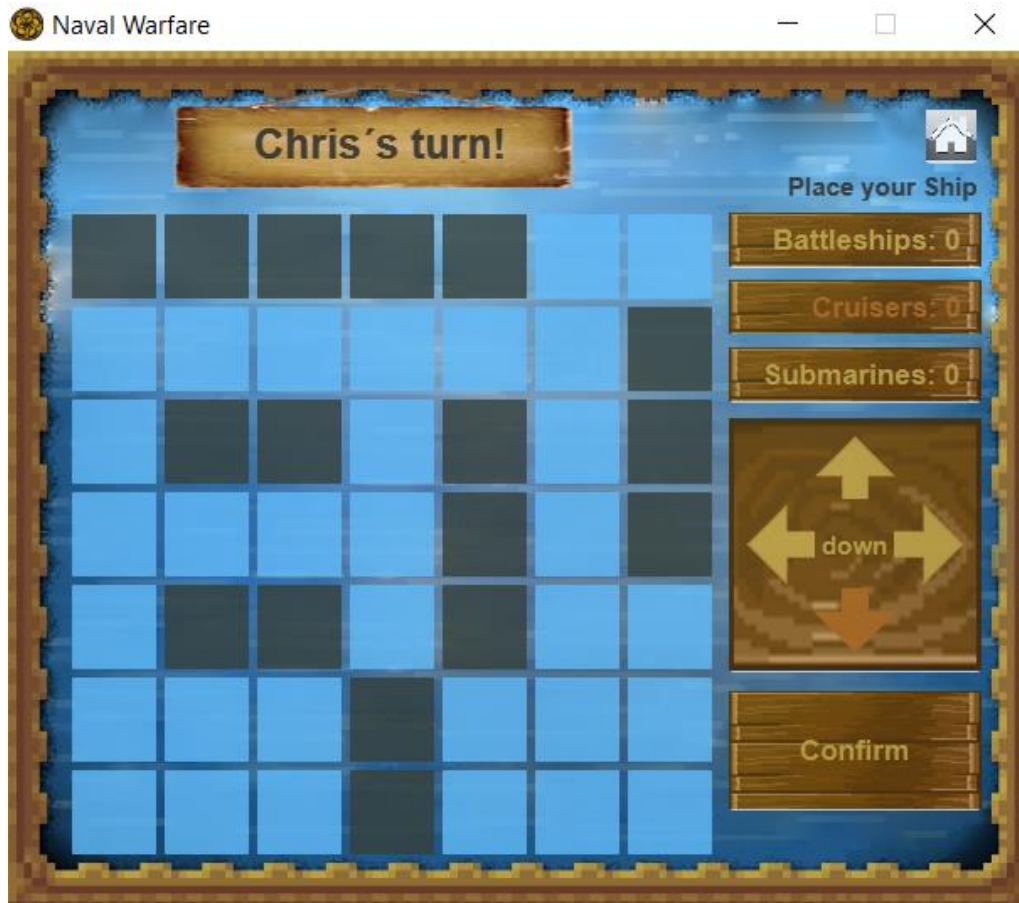 Naval Warfare
Chris´s turn!
Place your Ship
Battleships: 0
Cruisers: 0
Submarines: 0
down
Confirm